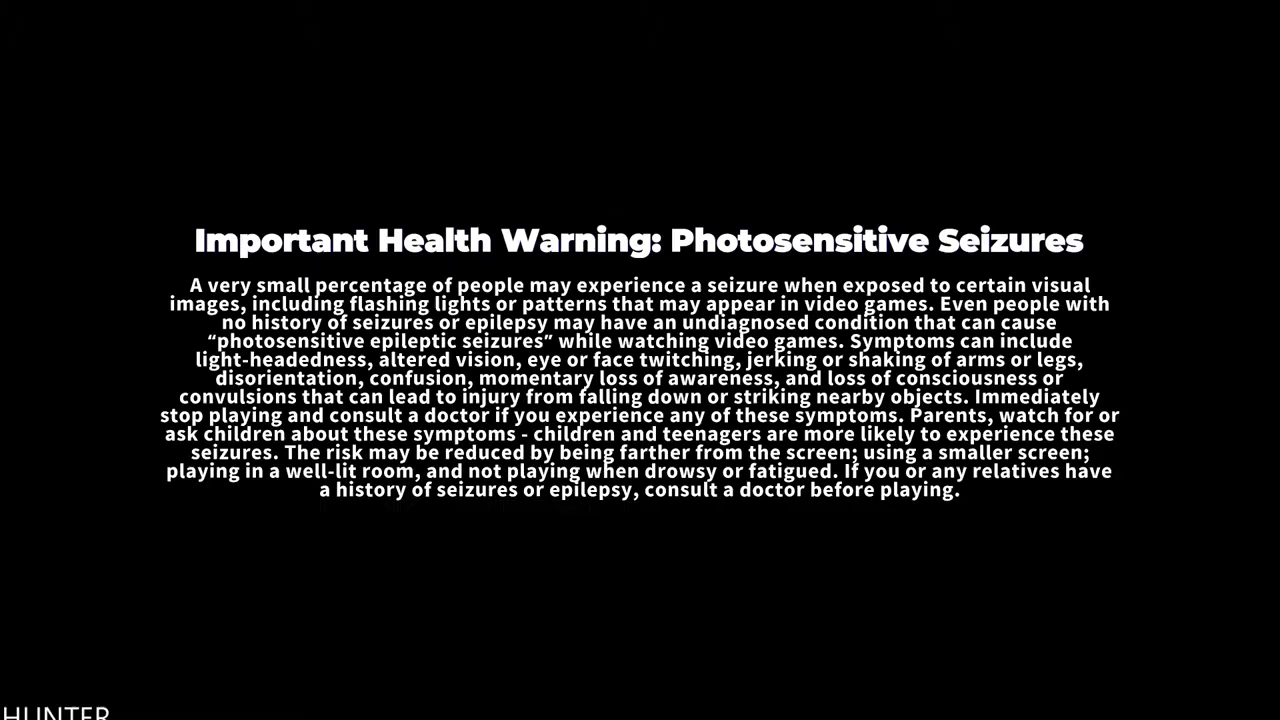 Important Health Warning: Photosensitive Seizures
A very small percentage of people may experience a seizure when exposed to certain visual
images, including flashing lights or patterns that may appear in video games. Even people with
no history of seizures or epilepsy may have an undiagnosed condition that can cause
“photosensitive epileptic seizures” while watching video games. Symptoms can include
light-headedness, altered vision, eye or face twitching, jerking or shaking of arms or legs,
disorientation, confusion, momentary loss of awareness, and loss of consciousness or
convulsions that can lead to injury from falling down or striking nearby objects. Immediately
stop playing and consult a doctor if you experience any of these symptoms. Parents, watch for or
ask children about these symptoms - children and teenagers are more likely to experience these
seizures. The risk may be reduced by being farther from the screen; using a smaller screen;
playing in a well-lit room, and not playing when drowsy or fatigued. If you or any relatives have
a history of seizures or epilepsy, consult a doctor before playing.
HUNTER